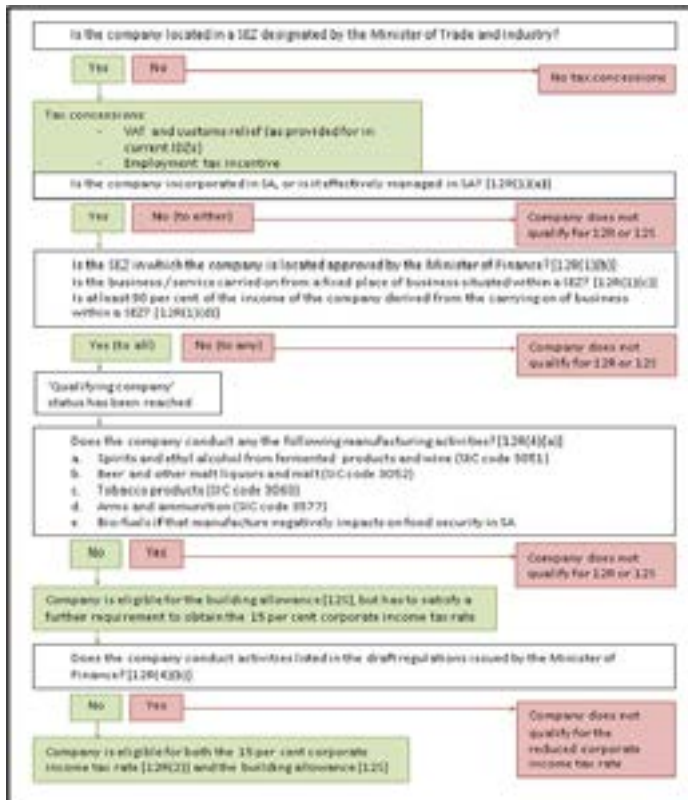 Is the company located in a SEZ designated by the Minister of Trade and Industry?
Yes
No
No tax concessions
Tax concessions
- VAT and customs relief (as provided for in
current IDZs)
- Employment tax incentive
Is the company incorporated in SA, or is it effectively managed in SA? [12R(1)(a)]
Yes
No (to either)
Company does not
qualify for 12R or 12S
Is the SEZ in which the company is located approved by the Minister of Finance? [12R(1)(b)]
Is the business/service carried on from a fixed place of business situated within a SEZ? [12R(1)(c)]
Is at least 90 per cent of the income of the company derived from the carrying on of business
within a SEZ? [12R(1)(d)]
Yes (to all)
No (to any)
Company does not
qualify for 12R or 12S
'Qualifying company'
status has been reached
Does the company conduct any the following manufacturing activities? [12R(4)(a)]
a. Spirits and ethyl alcohol from fermented products and wine (SIC code 3051)
b. Beer and other malt liquors and malt (SIC code 3052)
c. Tobacco products (SIC code 3060)
d. Arms and ammunition (SIC code 3577)
e. Bio-fuels if that manufacture negatively impacts on food security in SA
No
Yes
Company does not
qualify for 12R or 12S
Company is eligible for the building allowance [12S], but has to satisfy a
further requirement to obtain the 15 per cent corporate income tax rate
Does the company conduct activities listed in the draft regulations issued by the Minister of
Finance? [12R(4)(b)]
No
Yes
Company does not
qualify for the
reduced corporate
income tax rate
Company is eligible for both the 15 per cent corporate
income tax rate [12R(2)] and the building allowance [12S]